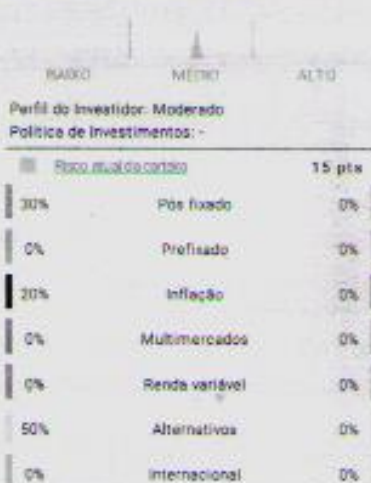 BAIXO MÉDIO ALTO
Perfil do Investidor: Moderado
Política de Investimentos: -
Risco atual da carteira 15 pts
30% Pós fixado 0%
0% Prefixado 0%
20% Inflação 0%
0% Multimercados 0%
0% Renda variável 0%
50% Alternativos 0%
0% Internacional 0%